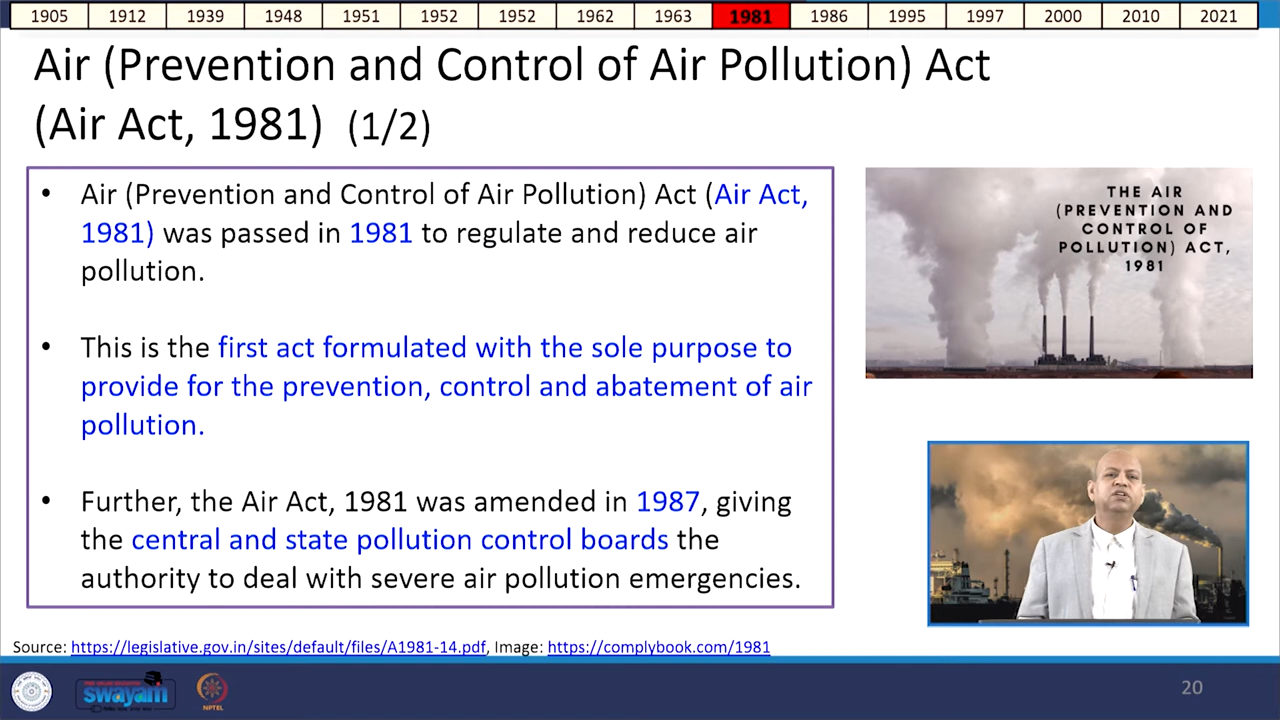 1905 1912 1939 1948 1951 1952 1952 1962 1963 1981 1986 1995 1997 2000 2010 2021
Air (Prevention and Control of Air Pollution) Act
(Air Act, 1981) (1/2)
• Air (Prevention and Control of Air Pollution) Act (Air Act,
1981) was passed in 1981 to regulate and reduce air
pollution.
• This is the first act formulated with the sole purpose to
provide for the prevention, control and abatement of air
pollution.
• Further, the Air Act, 1981 was amended in 1987, giving
the central and state pollution control boards the
authority to deal with severe air pollution emergencies.
THE AIR
(PREVENTION AND
CONTROL OF
POLLUTION) ACT,
1981
Source: https://legislative.gov.in/sites/default/files/A1981-14.pdf, Image: https://complybook.com/1981
swayam
NPTEL
20